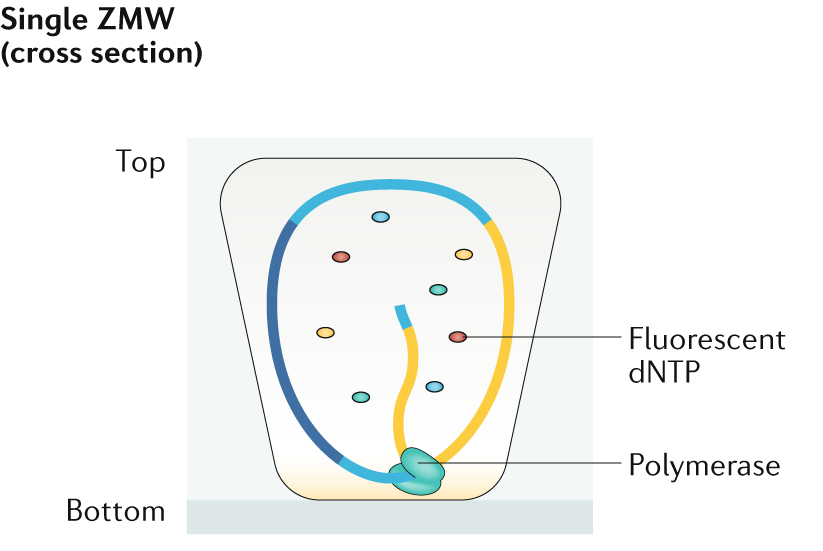 Single ZMW
(cross section)
Top
Fluorescent
dNTP
Polymerase
Bottom